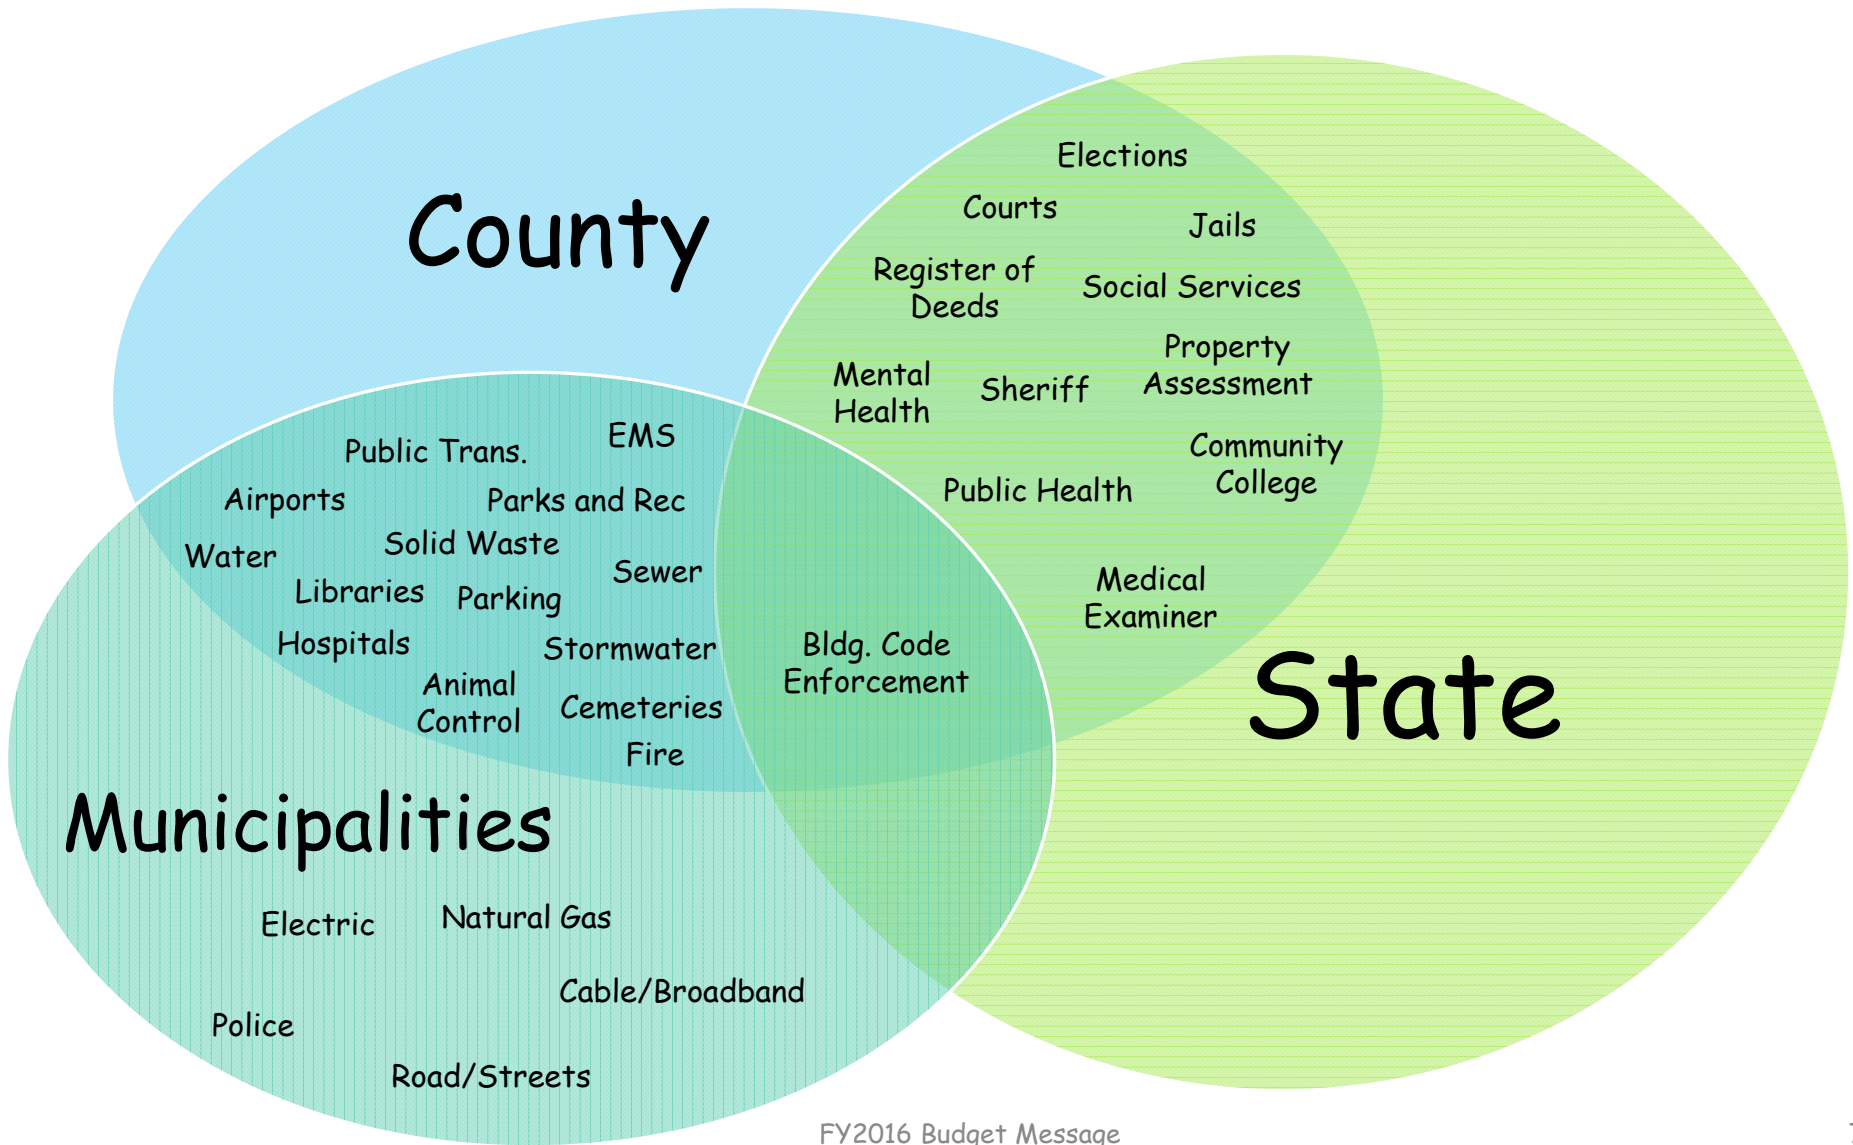 County
Elections
Courts
Jails
Register of
Deeds
Social Services
Property
Assessment
Mental
Health
Sheriff
Community
College
Public Health
Medical
Examiner
State
Public Trans.
EMS
Airports
Parks and Rec
Water
Solid Waste
Sewer
Libraries
Parking
Hospitals
Stormwater
Animal
Control
Cemeteries
Fire
Bldg. Code
Enforcement
Municipalities
Electric
Natural Gas
Cable/Broadband
Police
Road/Streets
FY2016 Budget Message